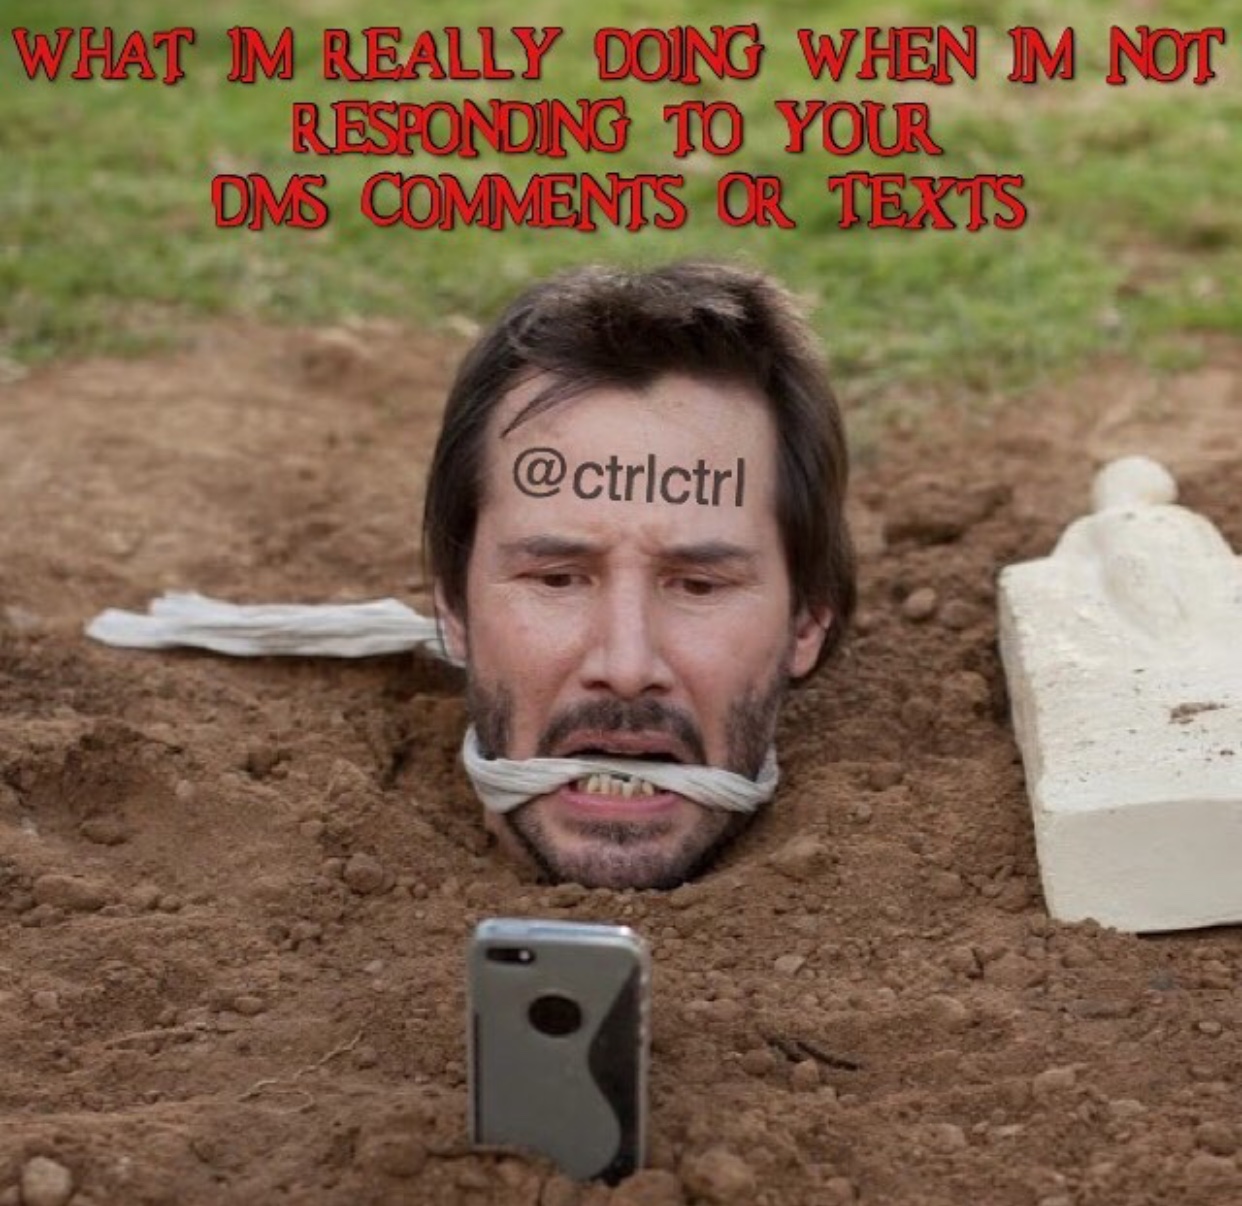 WHAT IM REALLY DOING WHEN IM NOT
RESPONDING TO YOUR
DMS COMMENTS OR TEXTS
@ctrlctrl